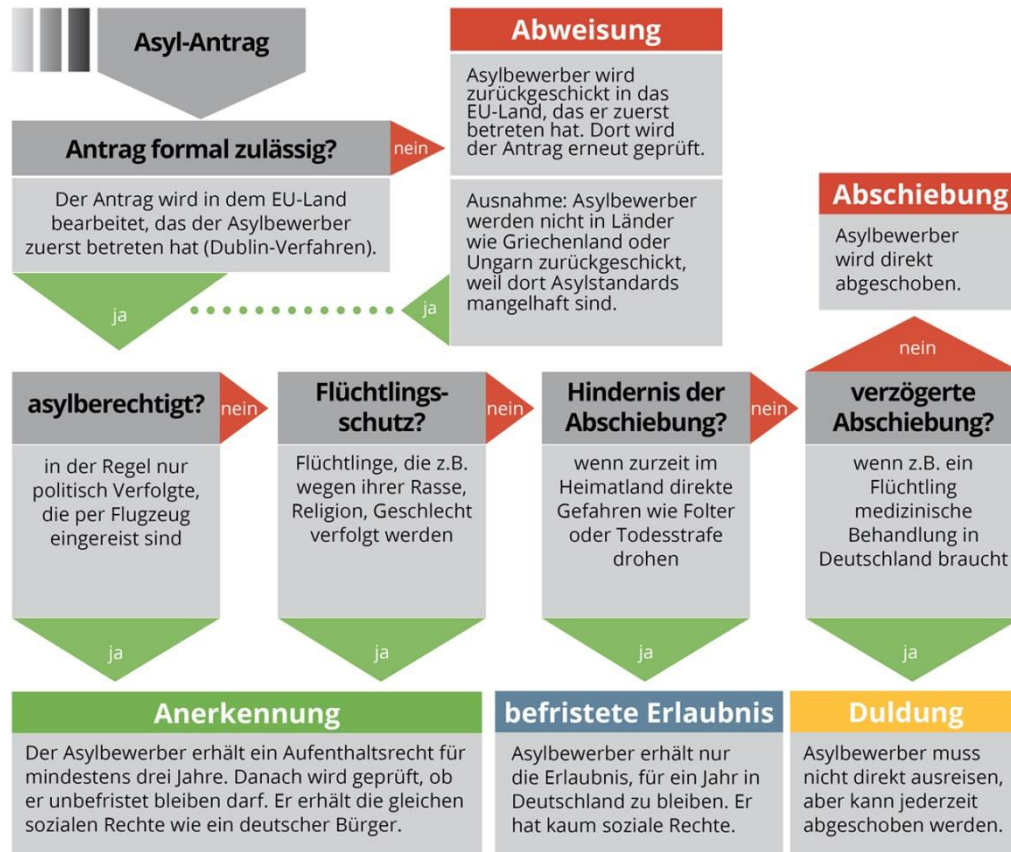 Asyl-Antrag
Antrag formal zulässig?
nein
Der Antrag wird in dem EU-Land
bearbeitet, das der Asylbewerber
zuerst betreten hat (Dublin-Verfahren).
ja
Abweisung
Asylbewerber wird
zurückgeschickt in das
EU-Land, das er zuerst
betreten hat. Dort wird
der Antrag erneut geprüft.
Ausnahme: Asylbewerber
werden nicht in Länder
wie Griechenland oder
Ungarn zurückgeschickt,
weil dort Asylstandards
mangelhaft sind.
ja
Abschiebung
Asylbewerber
wird direkt
abgeschoben.
nein
asylberechtigt?
nein
in der Regel nur
politisch Verfolgte,
die per Flugzeug
eingereist sind
ja
Flüchtlings-
schutz?
nein
Flüchtlinge, die z.B.
wegen ihrer Rasse,
Religion, Geschlecht
verfolgt werden
ja
Hindernis der
Abschiebung?
nein
wenn zurzeit im
Heimatland direkte
Gefahren wie Folter
oder Todesstrafe
drohen
ja
verzögerte
Abschiebung?
wenn z.B. ein
Flüchtling
medizinische
Behandlung in
Deutschland braucht
ja
Anerkennung
Der Asylbewerber erhält ein Aufenthaltsrecht für
mindestens drei Jahre. Danach wird geprüft, ob
er unbefristet bleiben darf. Er erhält die gleichen
sozialen Rechte wie ein deutscher Bürger.
befristete Erlaubnis
Asylbewerber erhält nur
die Erlaubnis, für ein Jahr in
Deutschland zu bleiben. Er
hat kaum soziale Rechte.
Duldung
Asylbewerber muss
nicht direkt ausreisen,
aber kann jederzeit
abgeschoben werden.